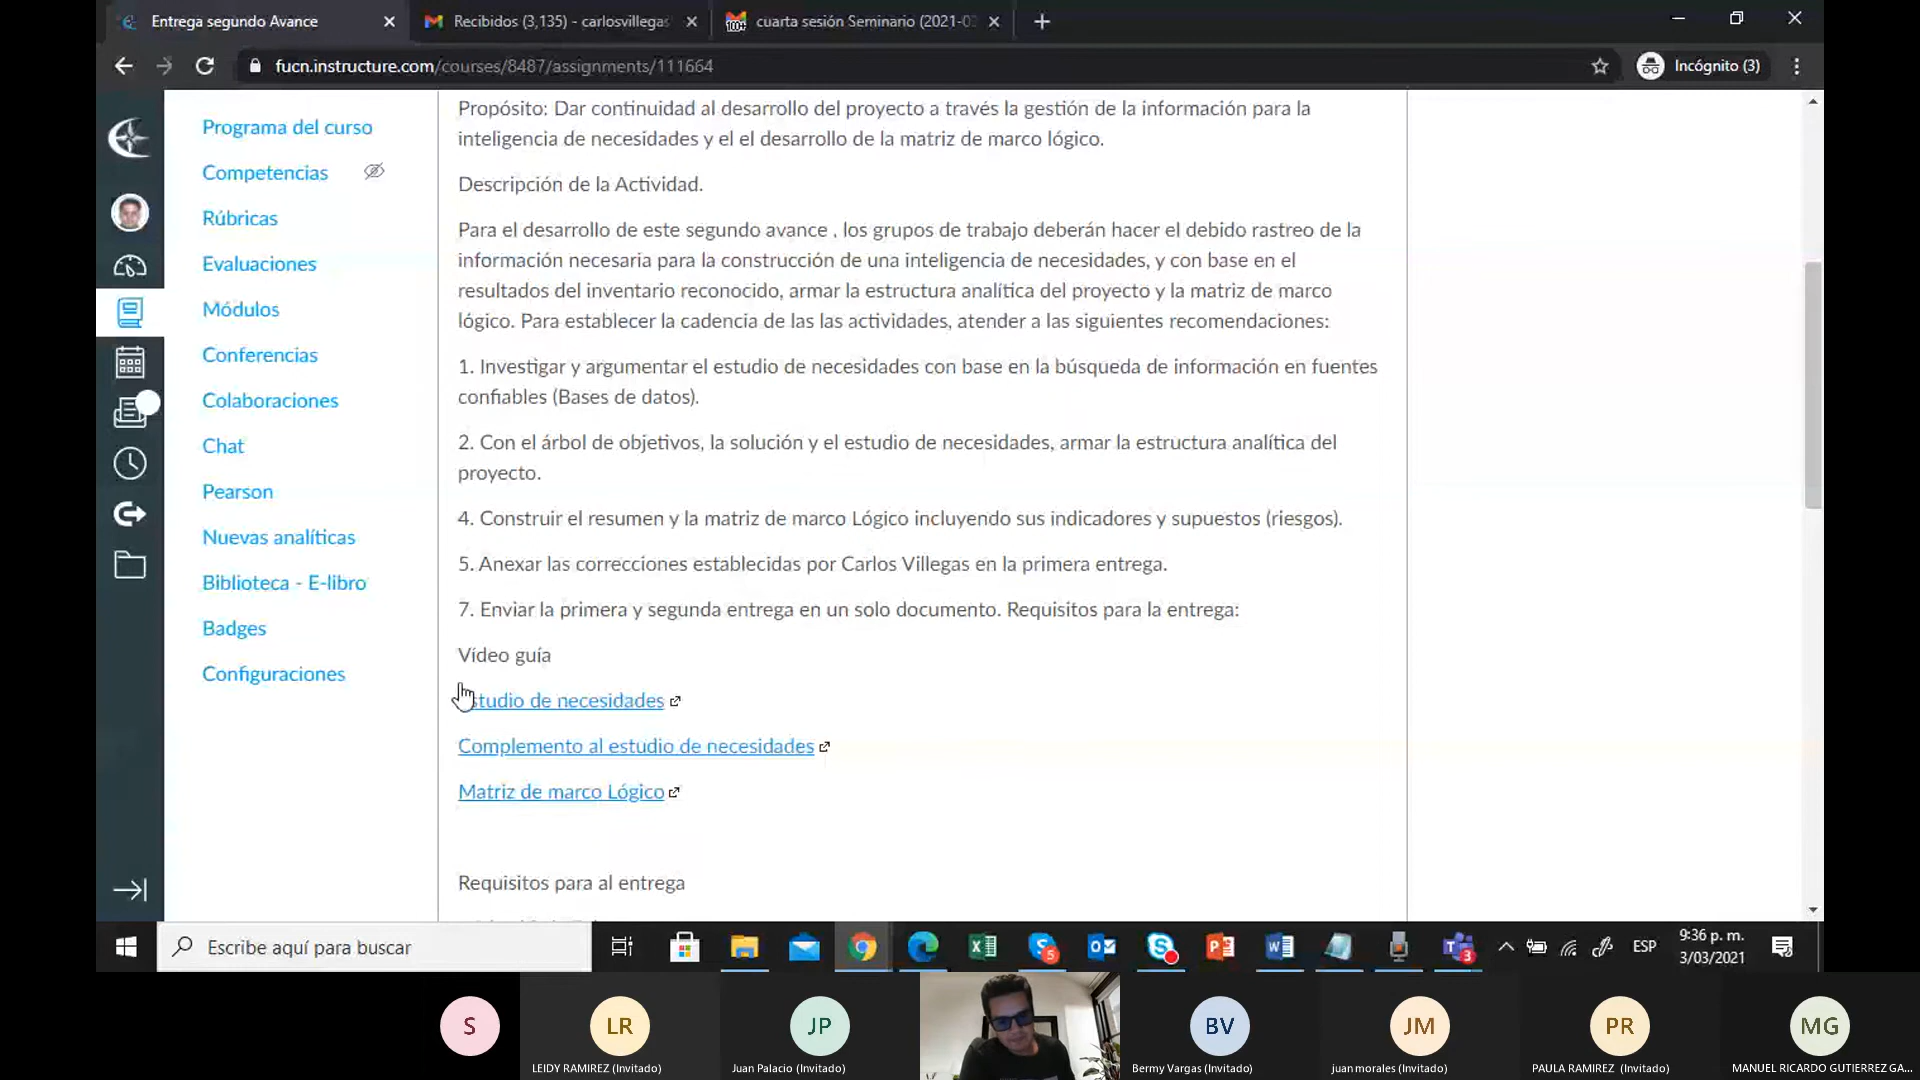 Entrega segundo Avance
Recibidos (3,135) - carlosvillegas
cuarta sesión Seminario (2021-0
fucn.instructure.com/courses/8487/assignments/111664
Incógnito (3)
Programa del curso
Competencias
Rúbricas
Evaluaciones
Módulos
Conferencias
Colaboraciones
Chat
Pearson
Nuevas analíticas
Biblioteca - E-libro
Badges
Configuraciones
Propósito: Dar continuidad al desarrollo del proyecto a través la gestión de la información para la
inteligencia de necesidades y el el desarrollo de la matriz de marco lógico.
Descripción de la Actividad.
Para el desarrollo de este segundo avance , los grupos de trabajo deberán hacer el debido rastreo de la
información necesaria para la construcción de una inteligencia de necesidades, y con base en el
resultados del inventario reconocido, armar la estructura analítica del proyecto y la matriz de marco
lógico. Para establecer la cadencia de las las actividades, atender a las siguientes recomendaciones:
1. Investigar y argumentar el estudio de necesidades con base en la búsqueda de información en fuentes
confiables (Bases de datos).
2. Con el árbol de objetivos, la solución y el estudio de necesidades, armar la estructura analítica del
proyecto.
4. Construir el resumen y la matriz de marco Lógico incluyendo sus indicadores y supuestos (riesgos).
5. Anexar las correcciones establecidas por Carlos Villegas en la primera entrega.
7. Enviar la primera y segunda entrega en un solo documento. Requisitos para la entrega:
Vídeo guía
Estudio de necesidades
Complemento al estudio de necesidades
Matriz de marco Lógico
Requisitos para al entrega
Escribe aquí para buscar
ESP
9:36 p. m.
3/03/2021
S
LR
JP
BV
JM
PR
MG
LEIDY RAMIREZ (Invitado)
Juan Palacio (Invitado)
Bermy Vargas (Invitado)
juan morales (Invitado)
PAULA RAMIREZ (Invitado)
MANUEL RICARDO GUTIERREZ GA...